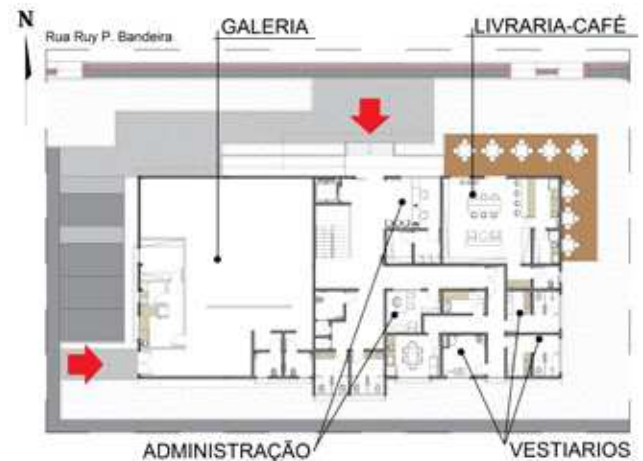 N
GALERIA
LIVRARIA-CAFÉ
Rua Ruy P. Bandeira
ADMINISTRAÇÃO
VESTIARIOS